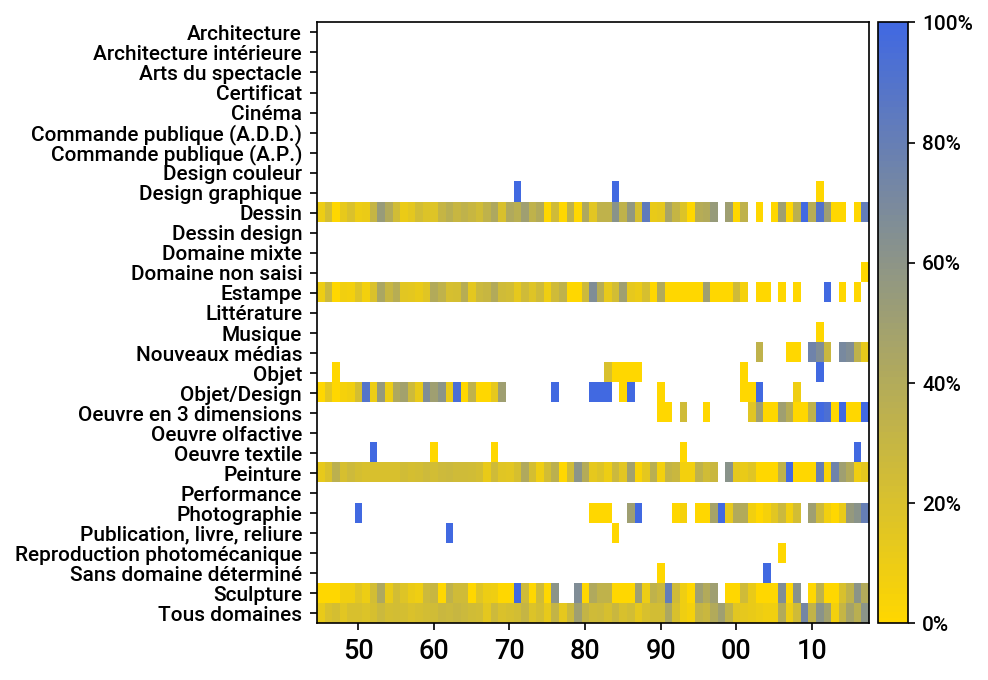 Architecture
Architecture intérieure
Arts du spectacle
Certificat
Cinéma
Commande publique (A.D.D.)
Commande publique (A.P.)
Design couleur
Design graphique
Dessin
Dessin design
Domaine mixte
Domaine non saisi
Estampe
Littérature
Musique
Nouveaux médias
Objet
Objet/Design
Oeuvre en 3 dimensions
Oeuvre olfactive
Oeuvre textile
Peinture
Performance
Photographie
Publication, livre, reliure
Reproduction photomécanique
Sans domaine déterminé
Sculpture
Tous domaines
50 60 70 80 90 00 10
100%
80%
60%
40%
20%
0%